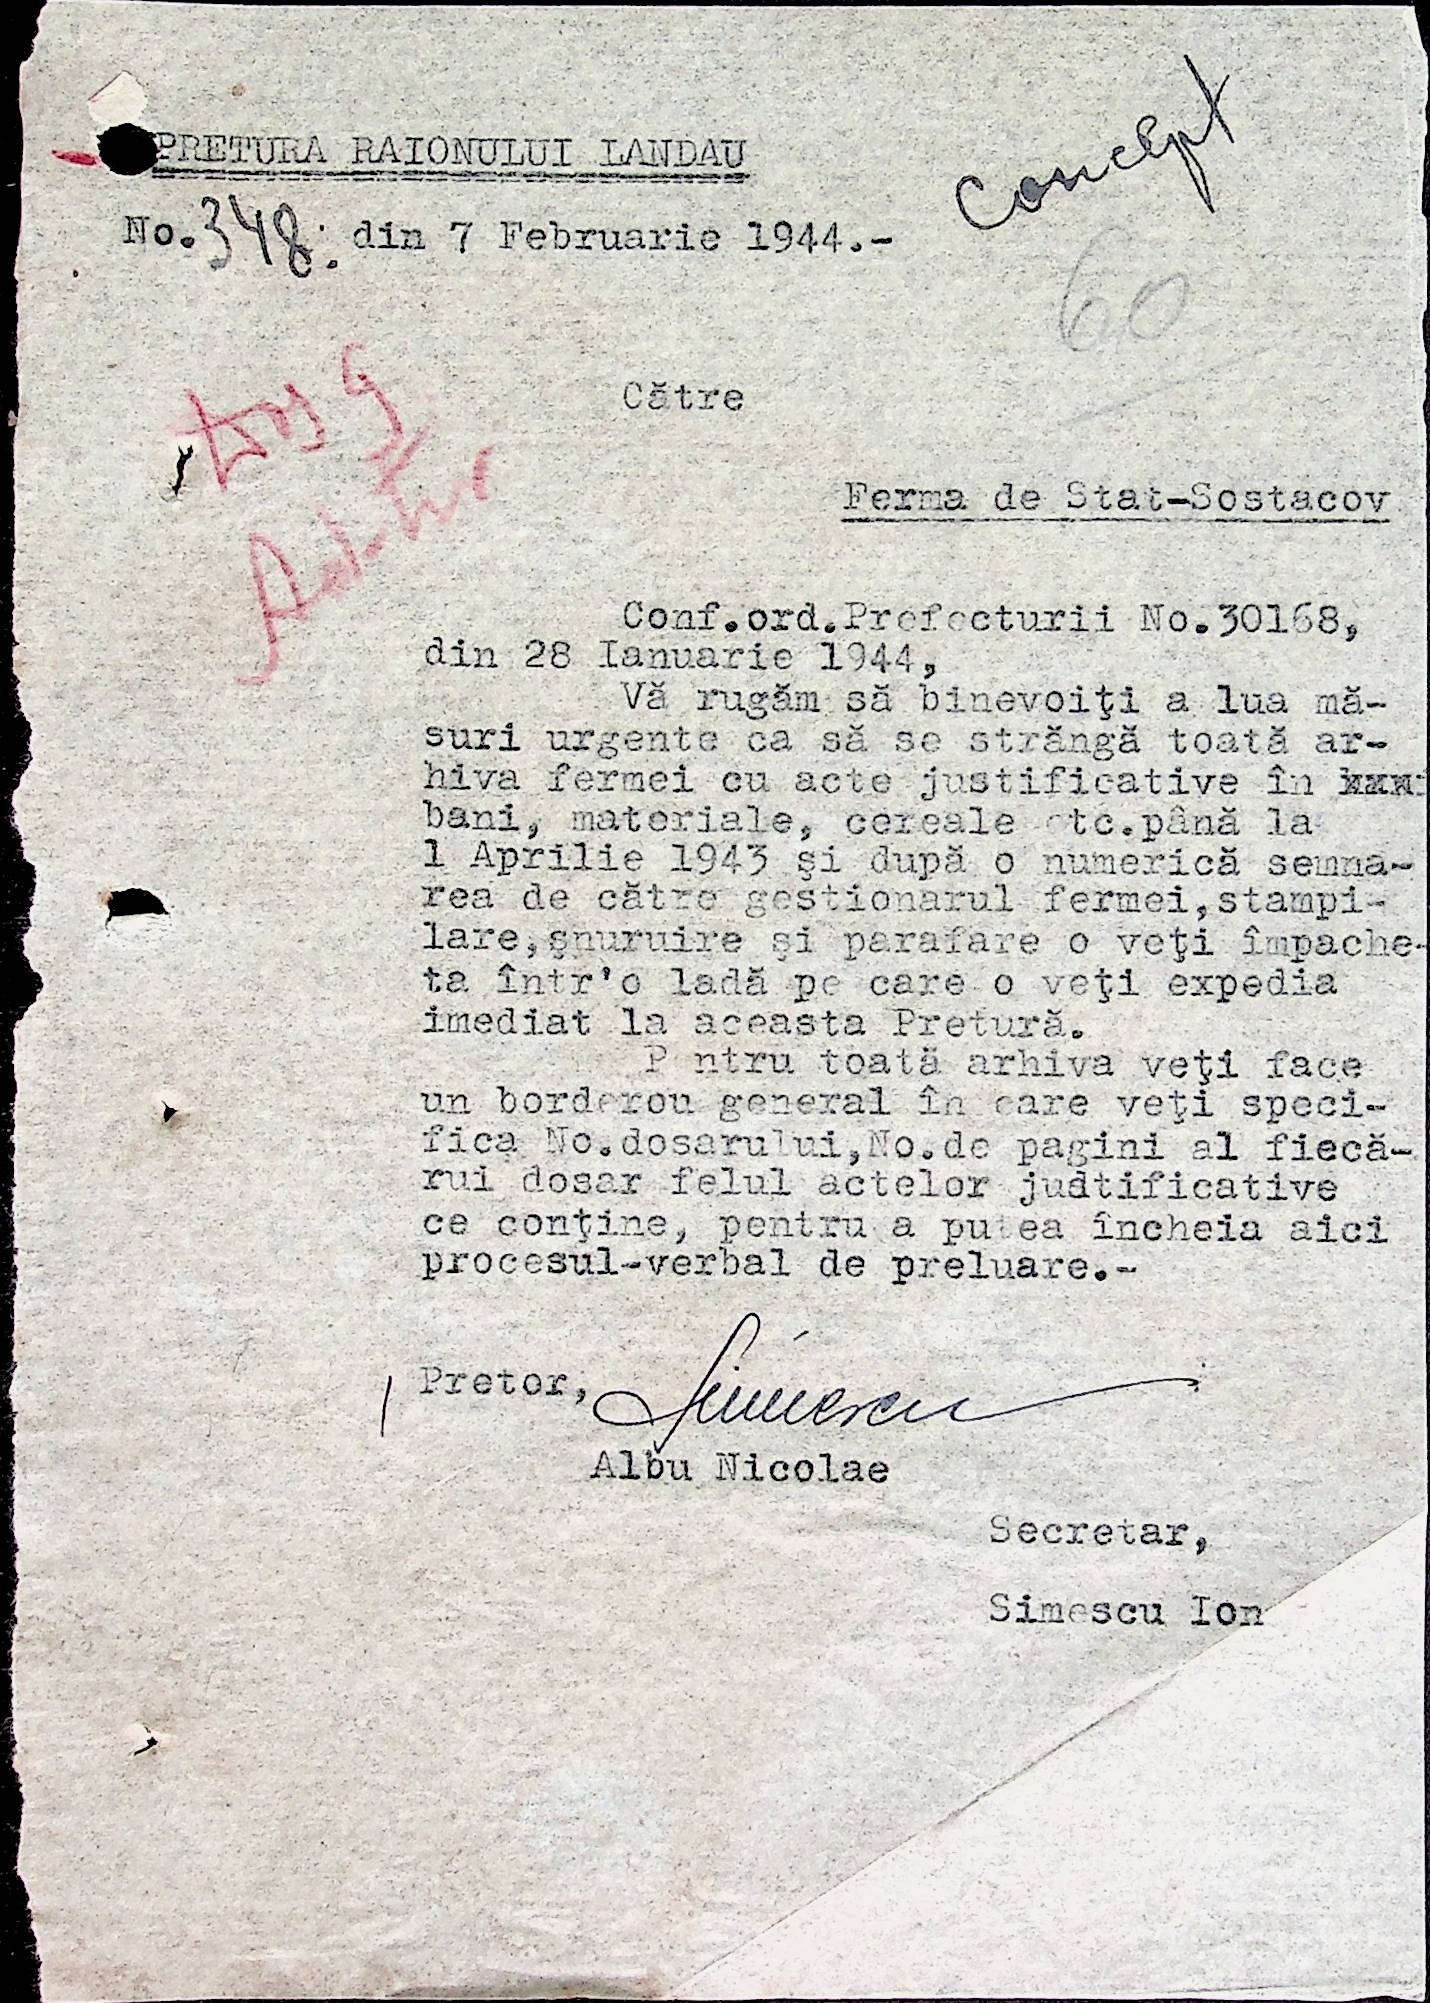 PRETURA RAIONULUI LANDAU
Concept
No.348. din 7 Februarie 1944.-
60
Către
Ferma de Stat-Sostacov
Conf.ord.Prefecturii No.30168,
din 28 Ianuarie 1944,
Vă rugăm să binevoiţi a lua mă-
suri urgente ca să se strângă toată ar-
hiva fermei cu acte justificative în
bani, materiale, cereale etc.până la
1 Aprilie 1943 şi după o numerică semna-
rea de către gestionarul fermei,stampi-
lare,şnuruire şi parafare o veţi împache-
ta într'o ladă pe care o veţi expedia
imediat la aceasta Pretură.
P ntru toată arhiva veţi face
un borderou general în care veţi speci-
fica No.dosarului,No.de pagini al fiecă-
rui dosar felul actelor judtificative
ce conţine, pentru a putea încheia aici
procesul-verbal de preluare.-
Pretor, Simescu
Albu Nicolae
Secretar,
Simescu Ion